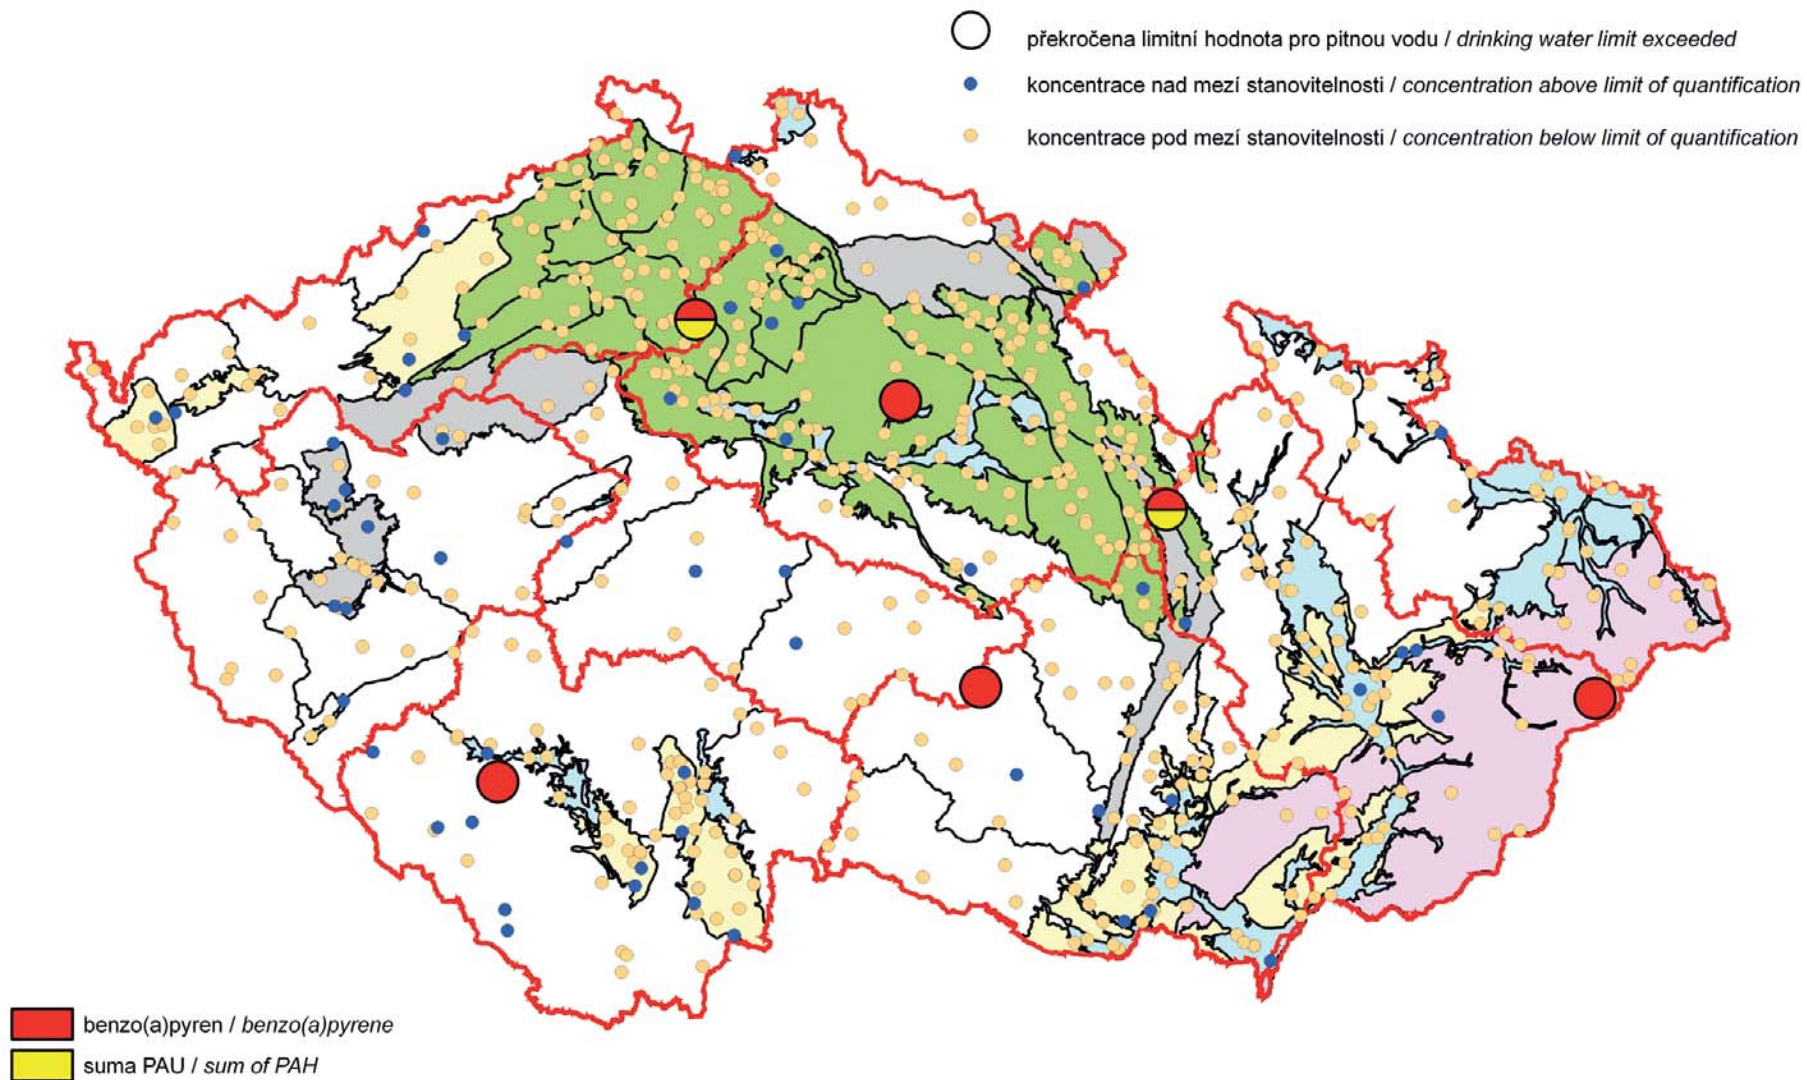 překročena limitní hodnota pro pitnou vodu / drinking water limit exceeded
koncentrace nad mezí stanovitelnosti / concentration above limit of quantification
koncentrace pod mezí stanovitelnosti / concentration below limit of quantification
benzo(a)pyren / benzo(a)pyrene
suma PAU / sum of PAH